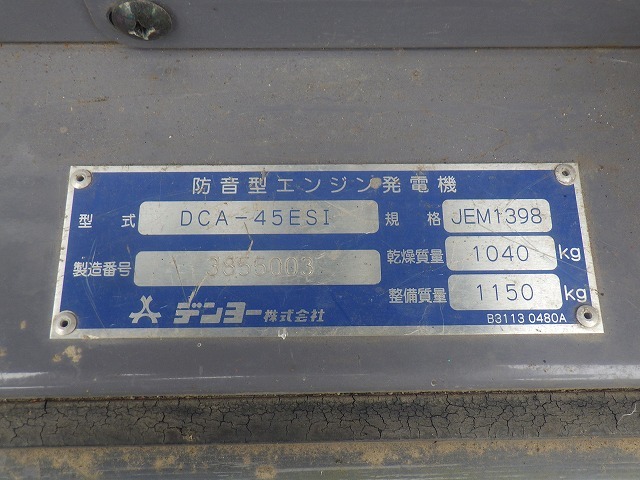 防音型エンジン発電機
型式 DCA-45ESI 規格 JEM1398
製造番号 3855003 乾燥質量 1040 kg
整備質量 1150 kg
デンヨー株式会社 B3113 0480A